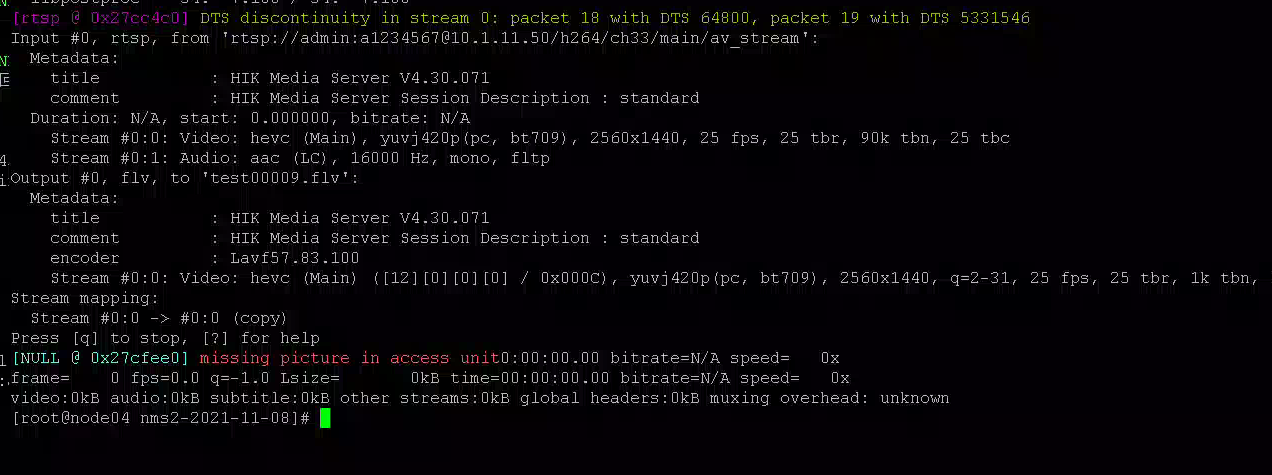 [rtsp @ 0x27cc4c0] DTS discontinuity in stream 0: packet 18 with DTS 64800, packet 19 with DTS 5331546
Input #0, rtsp, from 'rtsp://admin:a1234567@10.1.11.50/h264/ch33/main/av_stream':
Metadata:
title : HIK Media Server V4.30.071
comment : HIK Media Server Session Description : standard
Duration: N/A, start: 0.000000, bitrate: N/A
Stream #0:0: Video: hevc (Main), yuvj420p(pc, bt709), 2560x1440, 25 fps, 25 tbr, 90k tbn, 25 tbc
Stream #0:1: Audio: aac (LC), 16000 Hz, mono, fltp
Output #0, flv, to 'test00009.flv':
Metadata:
title : HIK Media Server V4.30.071
comment : HIK Media Server Session Description : standard
encoder : Lavf57.83.100
Stream #0:0: Video: hevc (Main) ([12][0][0][0] / 0x000C), yuvj420p(pc, bt709), 2560x1440, q=2-31, 25 fps, 25 tbr, 1k tbn,
Stream mapping:
Stream #0:0 -> #0:0 (copy)
Press [q] to stop, [?] for help
[NULL @ 0x27cfee0] missing picture in access unit0:00:00.00 bitrate=N/A speed= 0x
frame= 0 fps=0.0 q=-1.0 Lsize= 0kB time=00:00:00.00 bitrate=N/A speed= 0x
video:0kB audio:0kB subtitle:0kB other streams:0kB global headers:0kB muxing overhead: unknown
[root@node04 nms2-2021-11-08]#